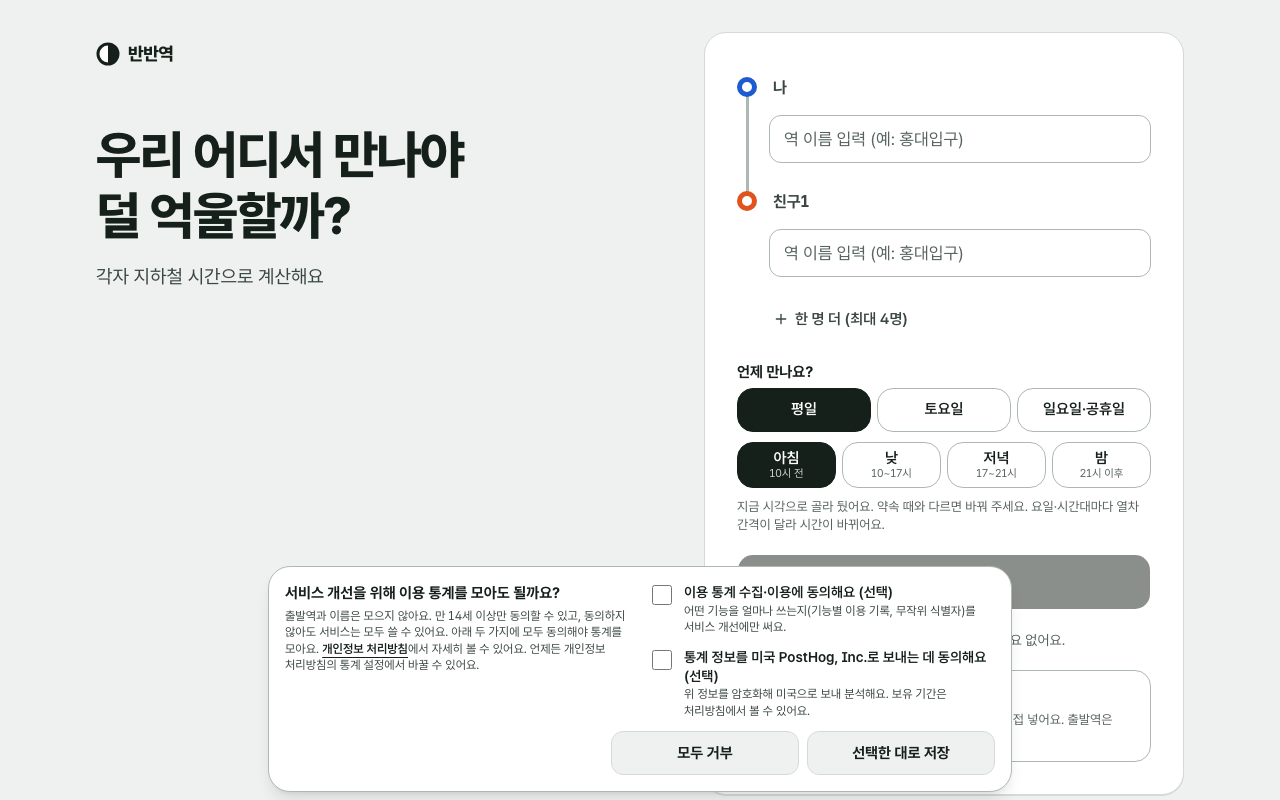 반반역
우리 어디서 만나야
덜 억울할까?
각자 지하철 시간으로 계산해요
나
역 이름 입력 (예: 홍대입구)
친구1
역 이름 입력 (예: 홍대입구)
+ 한 명 더 (최대 4명)
언제 만나요?
평일
토요일
일요일·공휴일
아침
10시 전
낮
10~17시
저녁
17~21시
밤
21시 이후
지금 시각으로 골라 뒀어요. 약속 때와 다르면 바꿔 주세요. 요일·시간대마다 열차
간격이 달라 시간이 바뀌어요.
요 없어요.
접 넣어요. 출발역은
서비스 개선을 위해 이용 통계를 모아도 될까요?
출발역과 이름은 모으지 않아요. 만 14세 이상만 동의할 수 있고, 동의하지
않아도 서비스는 모두 쓸 수 있어요. 아래 두 가지에 모두 동의해야 통계를
모아요. 개인정보 처리방침에서 자세히 볼 수 있어요. 언제든 개인정보
처리방침의 통계 설정에서 바꿀 수 있어요.
이용 통계 수집·이용에 동의해요 (선택)
어떤 기능을 얼마나 쓰는지(기능별 이용 기록, 무작위 식별자)를
서비스 개선에만 써요.
통계 정보를 미국 PostHog, Inc.로 보내는 데 동의해요
(선택)
위 정보를 암호화해 미국으로 보내 분석해요. 보유 기간은
처리방침에서 볼 수 있어요.
모두 거부
선택한 대로 저장